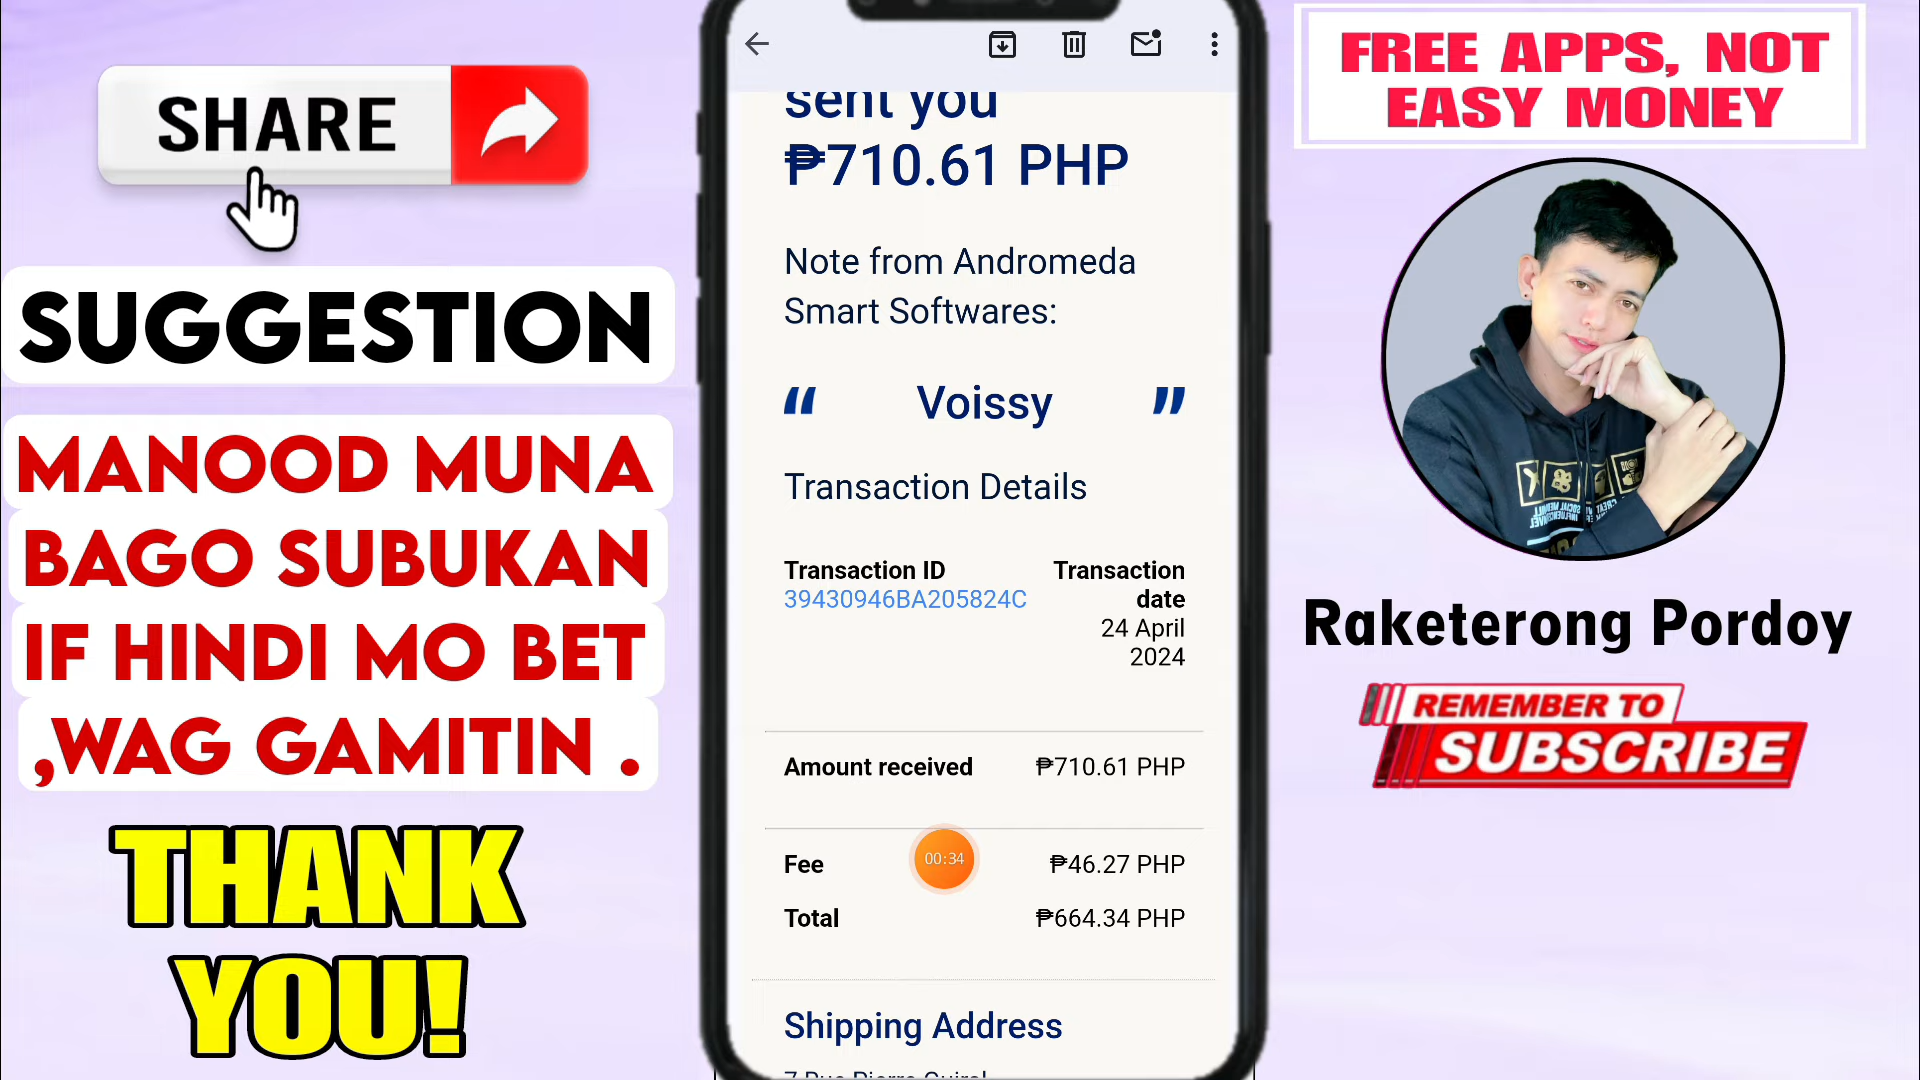 SHARE
SUGGESTION
MANOOD MUNA
BAGO SUBUKAN
IF HINDI MO BET
,WAG GAMITIN .
THANK
YOU!
sent you
₱710.61 PHP
Note from Andromeda
Smart Softwares:
“ Voissy ”
Transaction Details
Transaction ID
39430946BA205824C
Transaction
date
24 April
2024
Amount received ₱710.61 PHP
00:34
Fee ₱46.27 PHP
Total ₱664.34 PHP
Shipping Address
FREE APPS, NOT
EASY MONEY
Raketerong Pordoy
REMEMBER TO
SUBSCRIBE